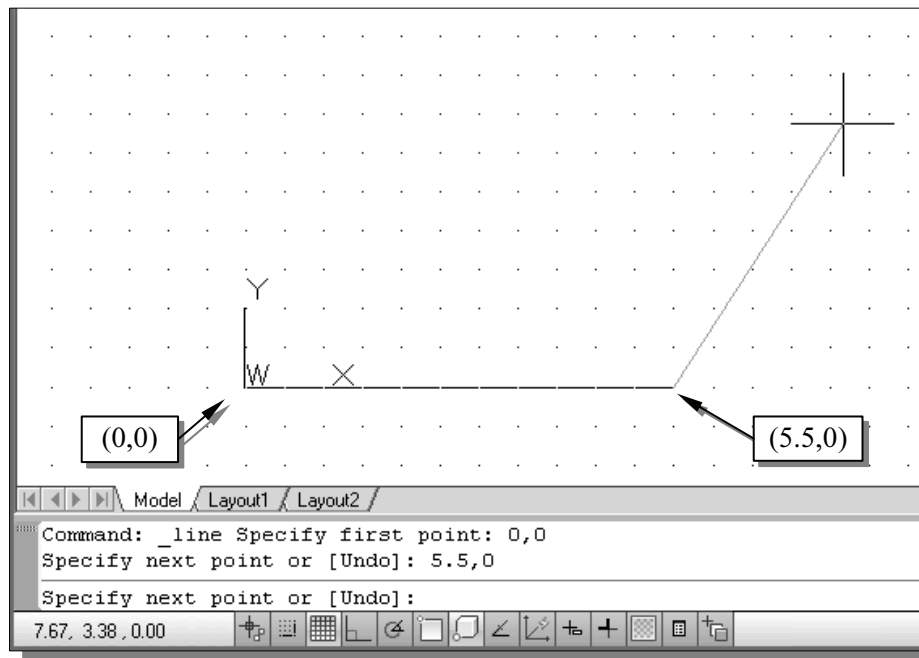 Y
W X
(0,0) (5.5,0)
Model Layout1 Layout2
Command: _line Specify first point: 0,0
Specify next point or [Undo]: 5.5,0
Specify next point or [Undo]:
7.67, 3.38 , 0.00